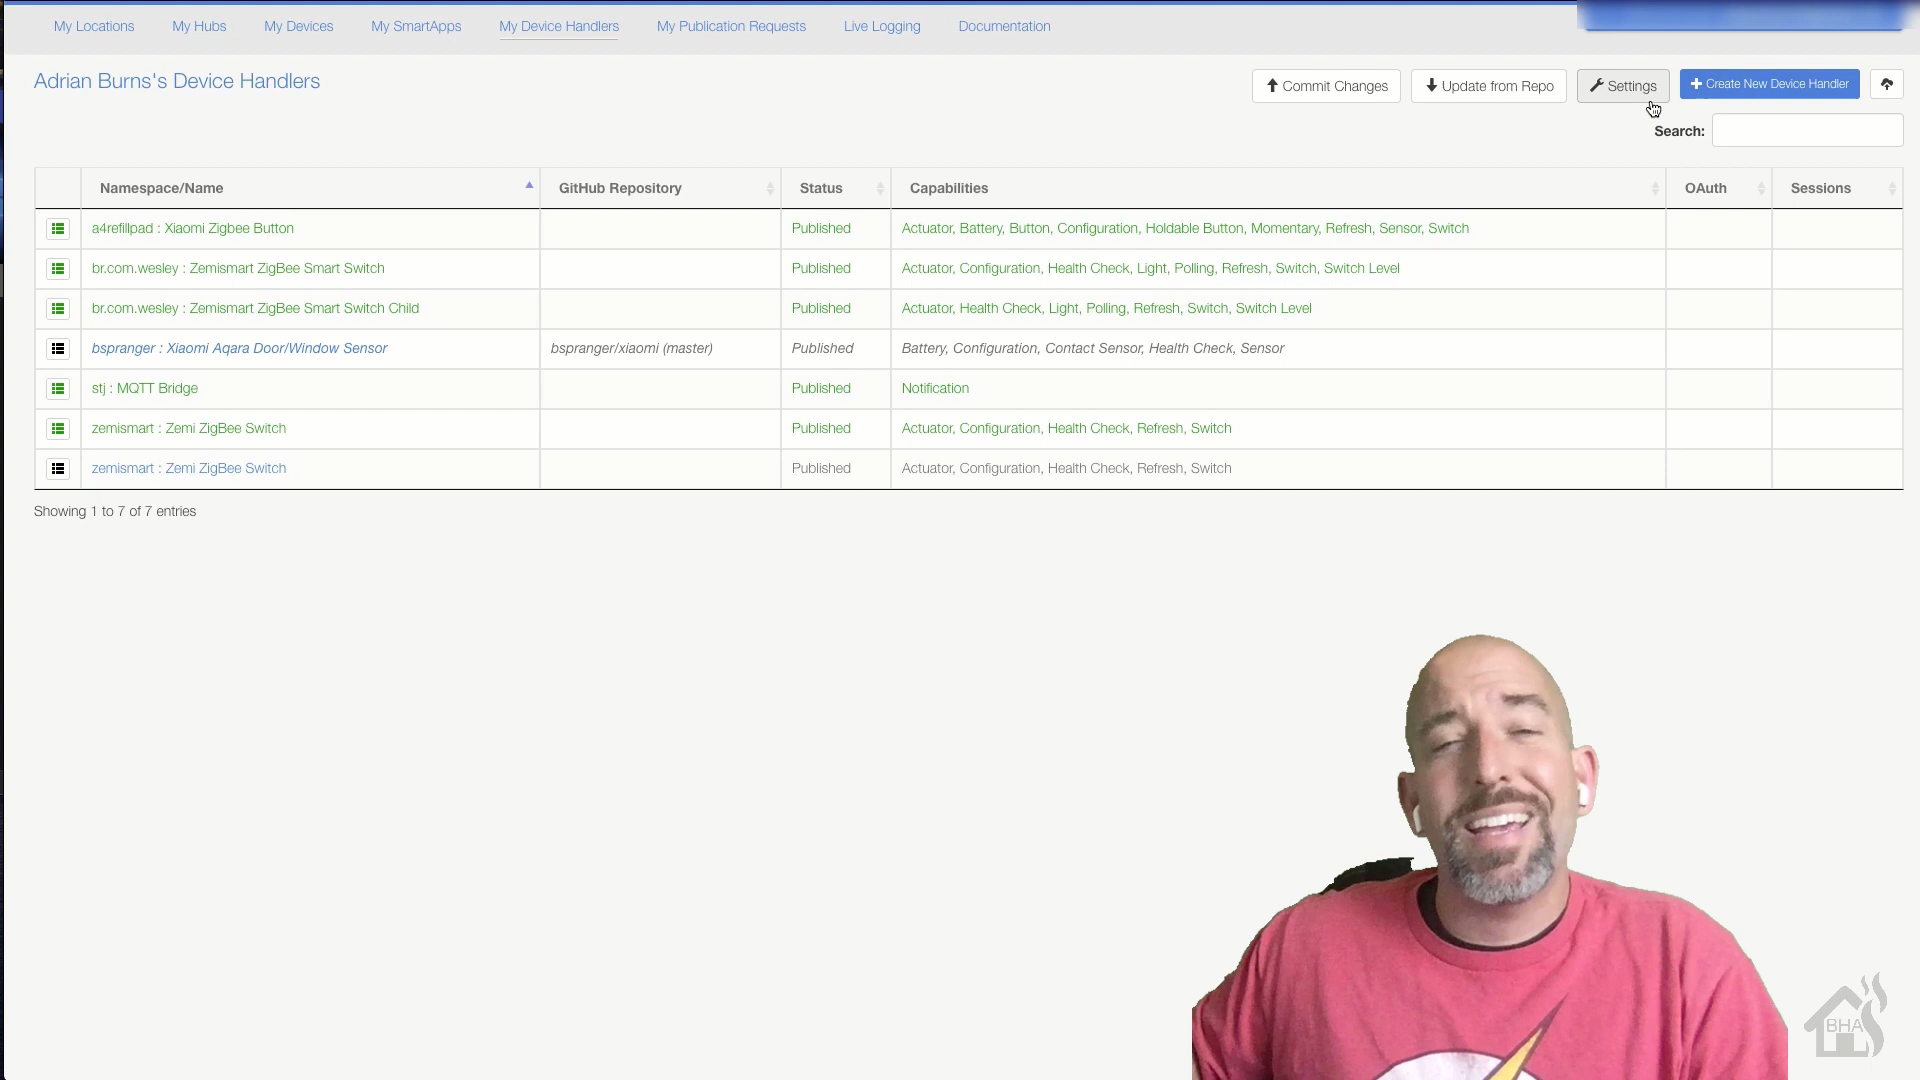 My Locations My Hubs My Devices My SmartApps My Device Handlers My Publication Requests Live Logging Documentation
Adrian Burns's Device Handlers
Commit Changes Update from Repo Settings Create New Device Handler
Search:
Namespace/Name GitHub Repository Status Capabilities OAuth Sessions
a4refillpad : Xiaomi Zigbee Button Published Actuator, Battery, Button, Configuration, Holdable Button, Momentary, Refresh, Sensor, Switch
br.com.wesley : Zemismart ZigBee Smart Switch Published Actuator, Configuration, Health Check, Light, Polling, Refresh, Switch, Switch Level
br.com.wesley : Zemismart ZigBee Smart Switch Child Published Actuator, Health Check, Light, Polling, Refresh, Switch, Switch Level
bspranger : Xiaomi Aqara Door/Window Sensor bspranger/xiaomi (master) Published Battery, Configuration, Contact Sensor, Health Check, Sensor
stj : MQTT Bridge Published Notification
zemismart : Zemi ZigBee Switch Published Actuator, Configuration, Health Check, Refresh, Switch
zemismart : Zemi ZigBee Switch Published Actuator, Configuration, Health Check, Refresh, Switch
Showing 1 to 7 of 7 entries
BHA